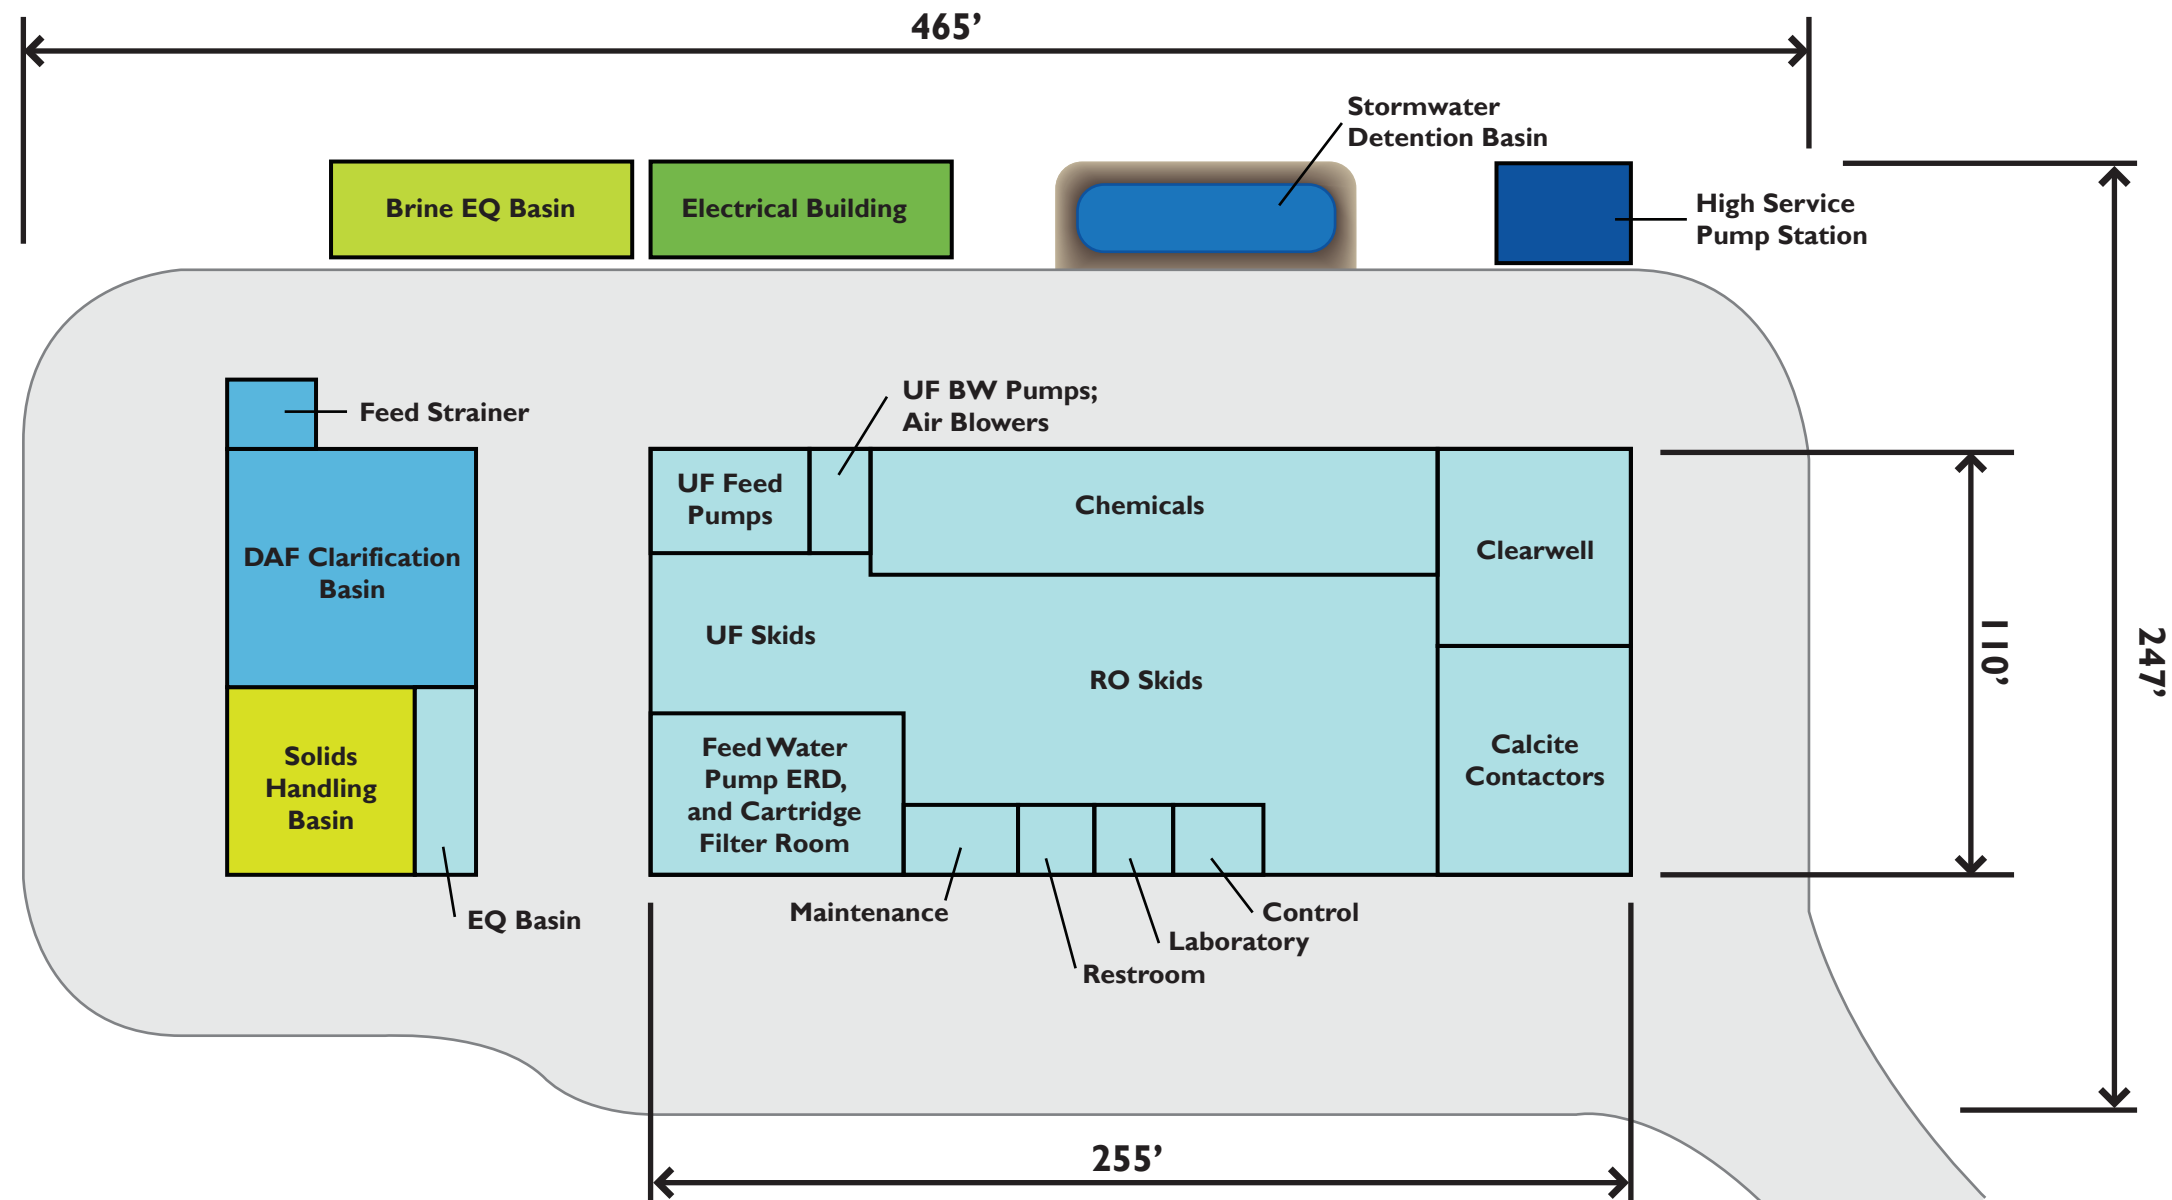 465’
Stormwater
Detention Basin
Brine EQ Basin
Electrical Building
High Service
Pump Station
Feed Strainer
UF BW Pumps;
Air Blowers
UF Feed
Pumps
Chemicals
DAF Clarification
Basin
Clearwell
UF Skids
RO Skids
110’
247’
Solids
Handling
Basin
Feed Water
Pump ERD,
and Cartridge
Filter Room
Calcite
Contactors
EQ Basin
Maintenance
Control
Laboratory
Restroom
255’